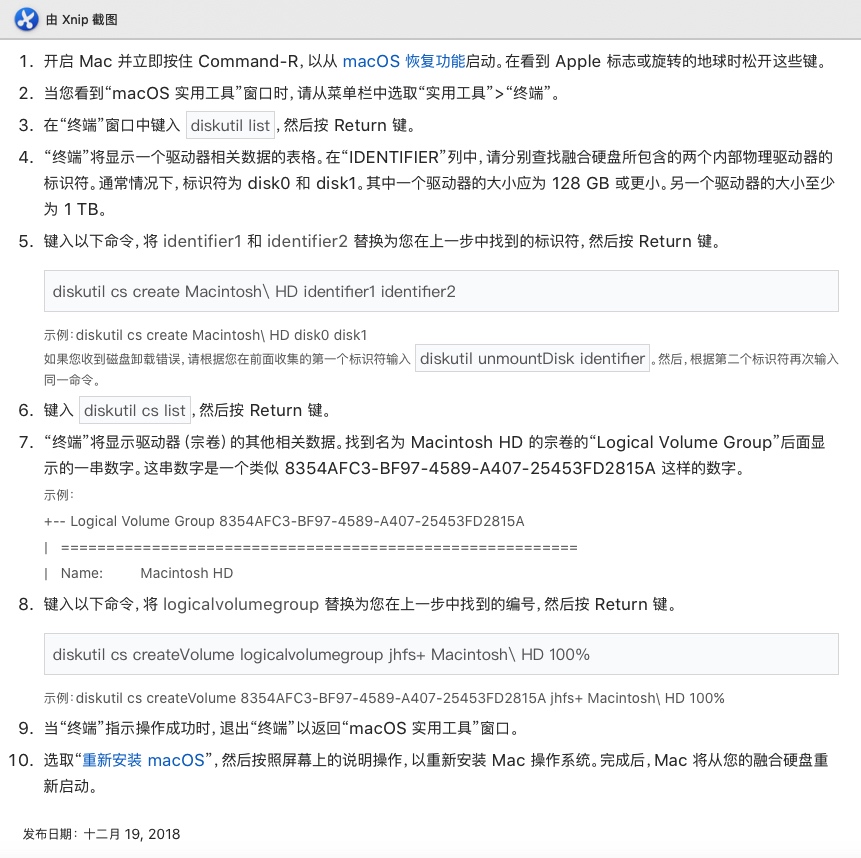 由 Xnip 截图
1. 开启 Mac 并立即按住 Command-R，以从 macOS 恢复功能启动。在看到 Apple 标志或旋转的地球时松开这些键。
2. 当您看到“macOS 实用工具”窗口时，请从菜单栏中选取“实用工具”>“终端”。
3. 在“终端”窗口中键入 diskutil list，然后按 Return 键。
4. “终端”将显示一个驱动器相关数据的表格。在“IDENTIFIER”列中，请分别查找融合硬盘所包含的两个内部物理驱动器的
标识符。通常情况下，标识符为 disk0 和 disk1。其中一个驱动器的大小应为 128 GB 或更小。另一个驱动器的大小至少
为 1 TB。
5. 键入以下命令，将 identifier1 和 identifier2 替换为您在上一步中找到的标识符，然后按 Return 键。
diskutil cs create Macintosh\ HD identifier1 identifier2
示例：diskutil cs create Macintosh\ HD disk0 disk1
如果您收到磁盘卸载错误，请根据您在前面收集的第一个标识符输入 diskutil unmountDisk identifier。然后，根据第二个标识符再次输入
同一命令。
6. 键入 diskutil cs list，然后按 Return 键。
7. “终端”将显示驱动器（宗卷）的其他相关数据。找到名为 Macintosh HD 的宗卷的“Logical Volume Group”后面显
示的一串数字。这串数字是一个类似 8354AFC3-BF97-4589-A407-25453FD2815A 这样的数字。
示例：
+-- Logical Volume Group 8354AFC3-BF97-4589-A407-25453FD2815A
| =========================================================
| Name: Macintosh HD
8. 键入以下命令，将 logicalvolumegroup 替换为您在上一步中找到的编号，然后按 Return 键。
diskutil cs createVolume logicalvolumegroup jhfs+ Macintosh\ HD 100%
示例：diskutil cs createVolume 8354AFC3-BF97-4589-A407-25453FD2815A jhfs+ Macintosh\ HD 100%
9. 当“终端”指示操作成功时，退出“终端”以返回“macOS 实用工具”窗口。
10. 选取“重新安装 macOS”，然后按照屏幕上的说明操作，以重新安装 Mac 操作系统。完成后，Mac 将从您的融合硬盘重
新启动。
发布日期：十二月 19, 2018